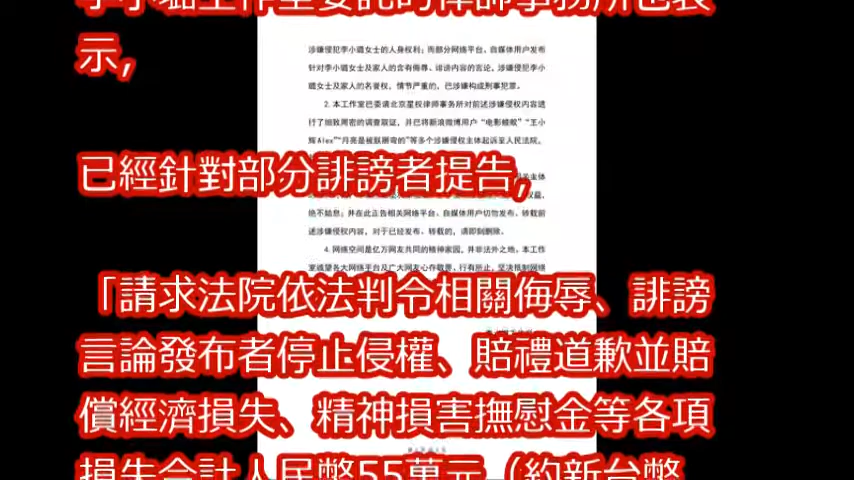 李小璐工作室委託的律師事務所也表
示,
已經針對部分誹謗者提告,
「請求法院依法判令相關侮辱、誹謗
言論發布者停止侵權、賠禮道歉並賠
償經濟損失、精神損害撫慰金等各項
損失合計人民幣55萬元（約新台幣
涉嫌侵犯李小璐女士的人身权利；而部分网络平台、自媒体用户发布
针对李小璐女士及家人的含有侮辱、诽谤内容的言论，涉嫌侵犯李小
璐女士及家人的名誉权，情节严重的，已涉嫌构成刑事犯罪。
2.本工作室已委请北京星权律师事务所对前述涉嫌侵权内容进
行了细致周密的调查取证，并已将新浪微博用户“电影蝗蚁”“王小
辉Alex”“月亮是被朕掰弯的”等多个涉嫌侵权主体起诉至人民法院，
绝不姑息；并在此正告相关网络平台、自媒体用户切勿发布、转载前
述涉嫌侵权内容，对于已经发布、转载的，请即刻删除。
4.网络空间是亿万网友共同的精神家园，并非法外之地。本工作
室诚望各大网络平台及广大网友心存敬畏、行有所止，坚决抵制网络